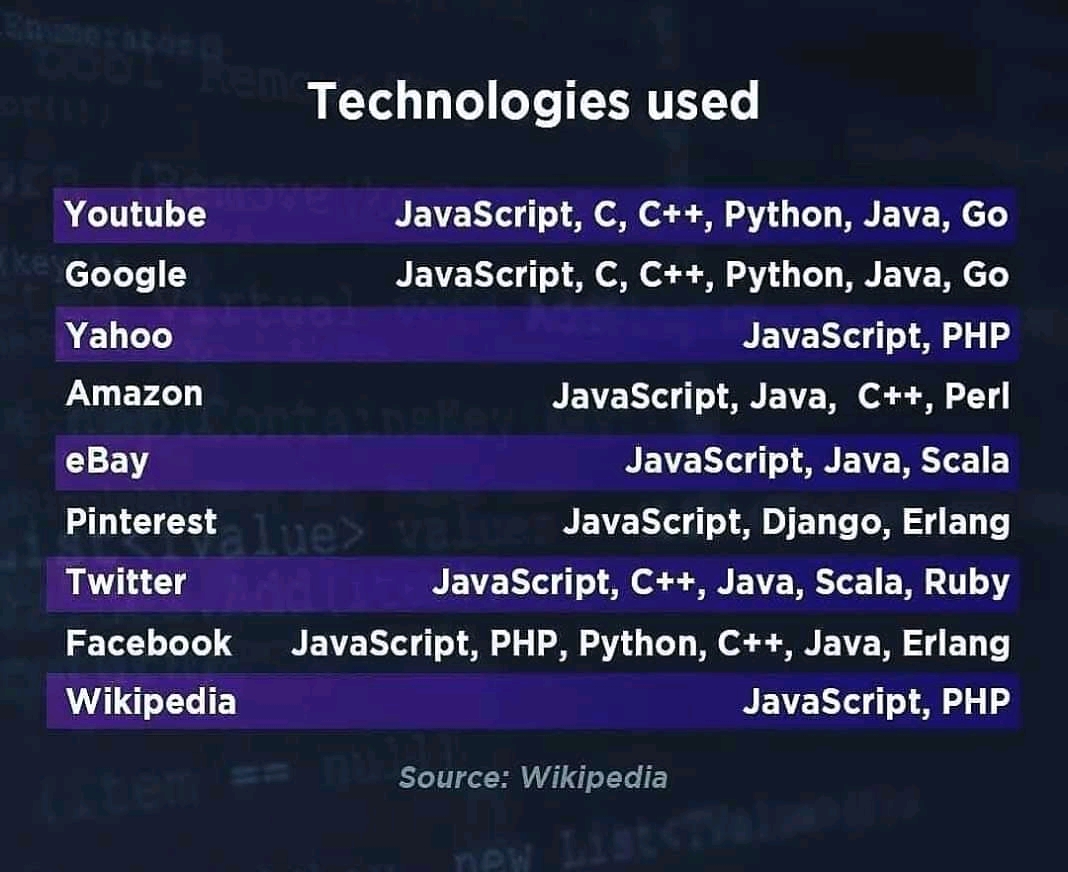 Technologies used
Youtube JavaScript, C, C++, Python, Java, Go
Google JavaScript, C, C++, Python, Java, Go
Yahoo JavaScript, PHP
Amazon JavaScript, Java, C++, Perl
eBay JavaScript, Java, Scala
Pinterest JavaScript, Django, Erlang
Twitter JavaScript, C++, Java, Scala, Ruby
Facebook JavaScript, PHP, Python, C++, Java, Erlang
Wikipedia JavaScript, PHP
Source: Wikipedia